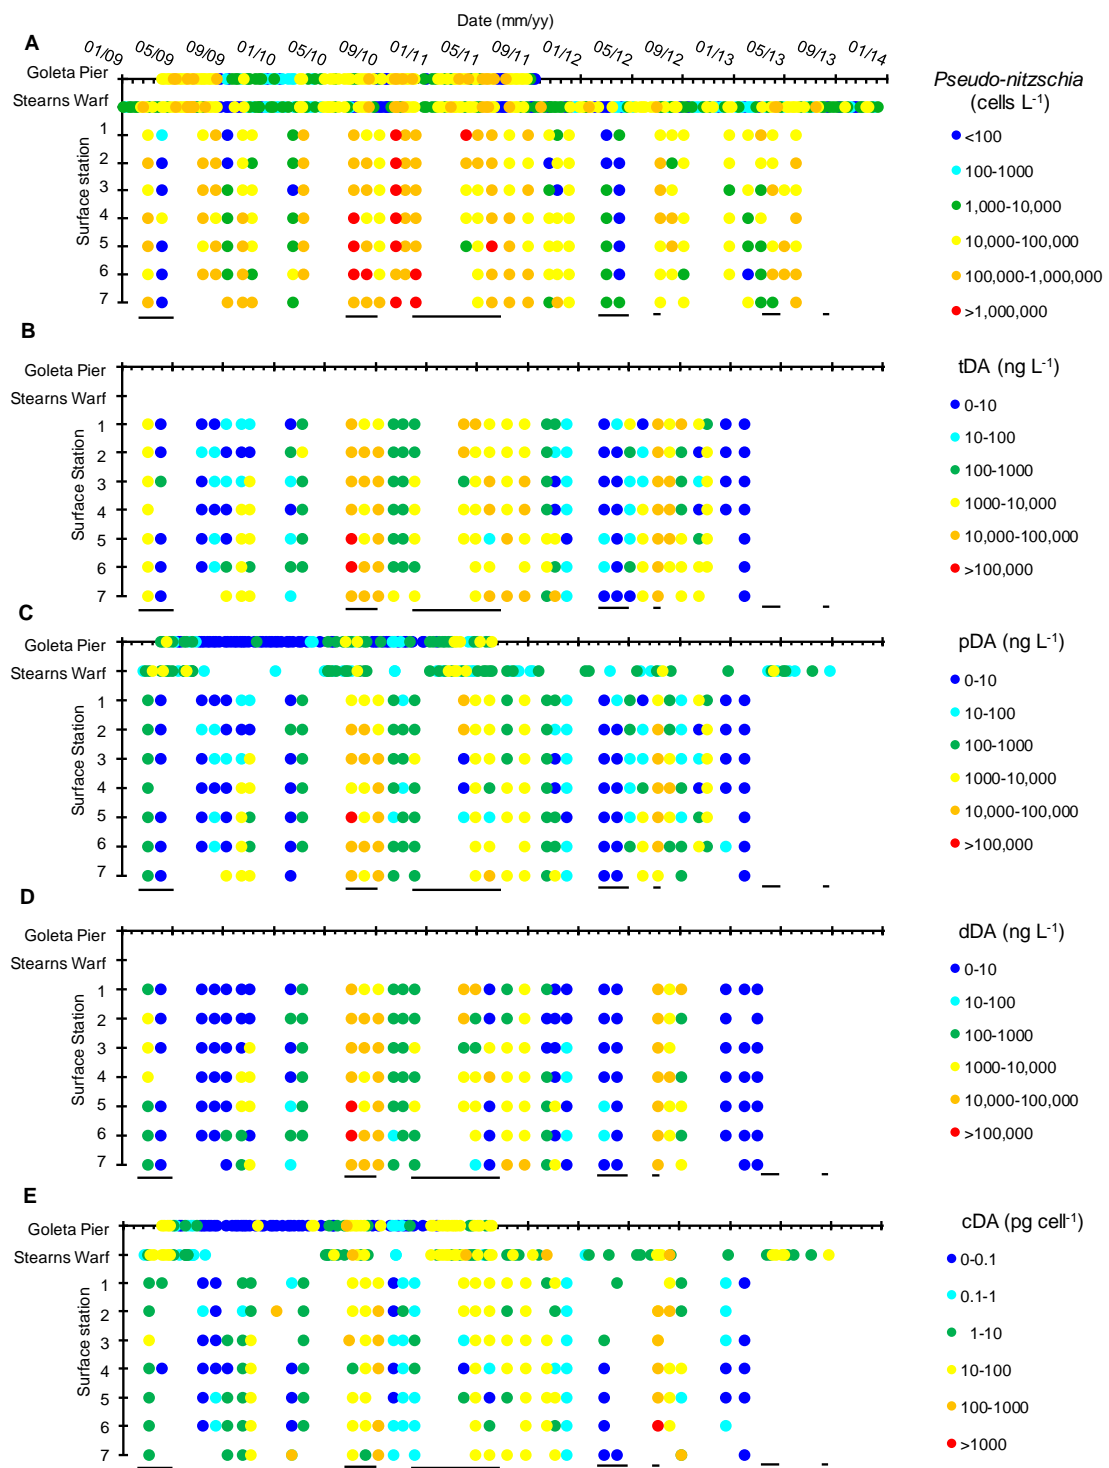 Date (mm/yy)
A
01/09 05/09 09/09 01/10 05/10 09/10 01/11 05/11 09/11 01/12 05/12 09/12 01/13 05/13 09/13 01/14
Goleta Pier
Stearns Warf
Surface station
1
2
3
4
5
6
7
Pseudo-nitzschia
(cells L-1)
<100
100-1000
1,000-10,000
10,000-100,000
100,000-1,000,000
>1,000,000
B
Goleta Pier
Stearns Warf
Surface Station
1
2
3
4
5
6
7
tDA (ng L-1)
0-10
10-100
100-1000
1000-10,000
10,000-100,000
>100,000
C
Goleta Pier
Stearns Warf
Surface Station
1
2
3
4
5
6
7
pDA (ng L-1)
0-10
10-100
100-1000
1000-10,000
10,000-100,000
>100,000
D
Goleta Pier
Stearns Warf
Surface Station
1
2
3
4
5
6
7
dDA (ng L-1)
0-10
10-100
100-1000
1000-10,000
10,000-100,000
>100,000
E
Goleta Pier
Stearns Warf
Surface station
1
2
3
4
5
6
7
cDA (pg cell-1)
0-0.1
0.1-1
1-10
10-100
100-1000
>1000